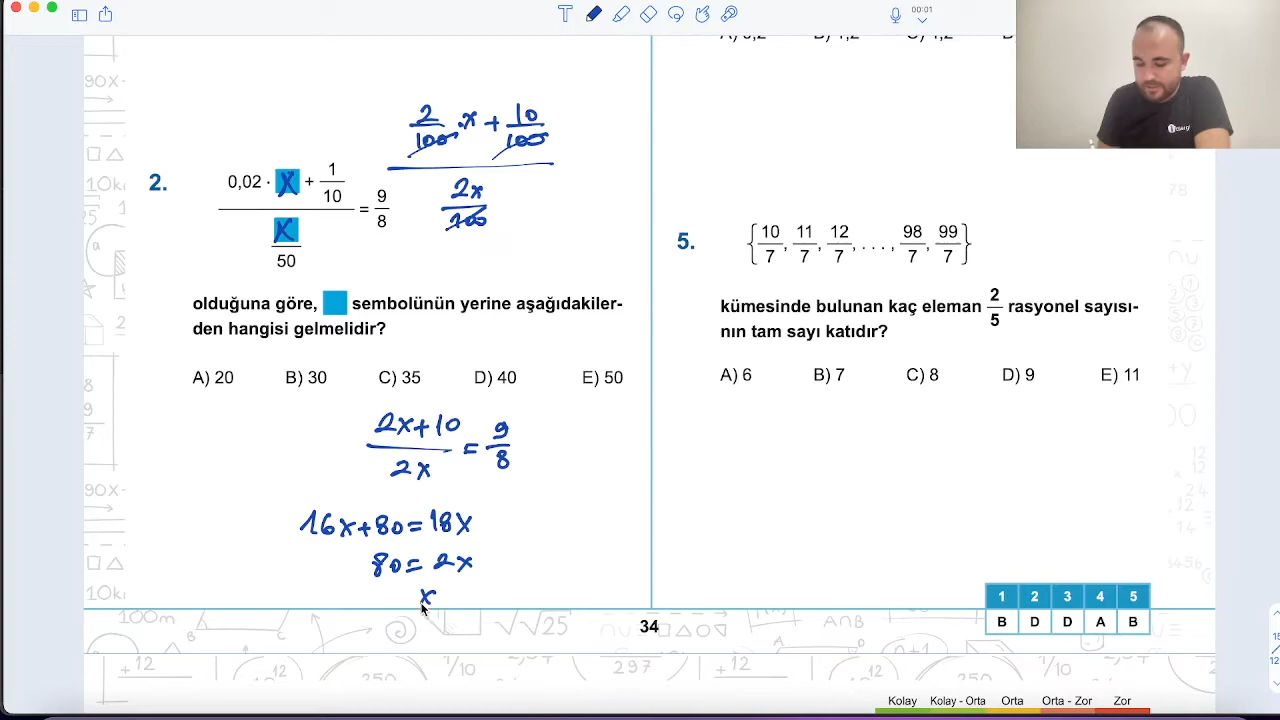 00:01
2.
0,02 · x + 1/10
x/50
= 9/8
2/100 · x + 10/100
2x/100
olduğuna göre, sembolünün yerine aşağıdakiler-
den hangisi gelmelidir?
A) 20 B) 30 C) 35 D) 40 E) 50
2x+10
2x
= 9/8
16x+80=18x
80=2x
x
5.
{10/7, 11/7, 12/7, . . . , 98/7, 99/7}
kümesinde bulunan kaç eleman 2/5 rasyonel sayısı-
nın tam sayı katıdır?
A) 6 B) 7 C) 8 D) 9 E) 11
1 2 3 4 5
B D D A B
34
Kolay Kolay - Orta Orta Orta - Zor Zor